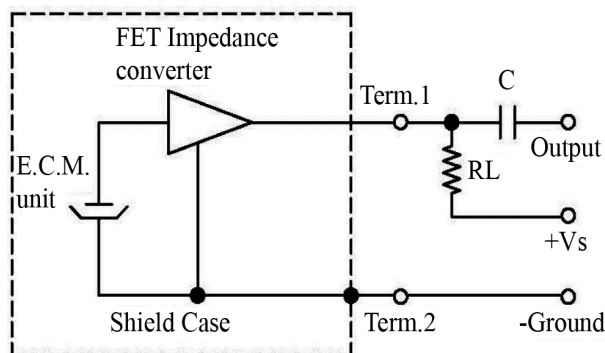 FET Impedance
converter
Term.1
C
Output
E.C.M.
unit
RL
+Vs
Shield Case
Term.2
-Ground